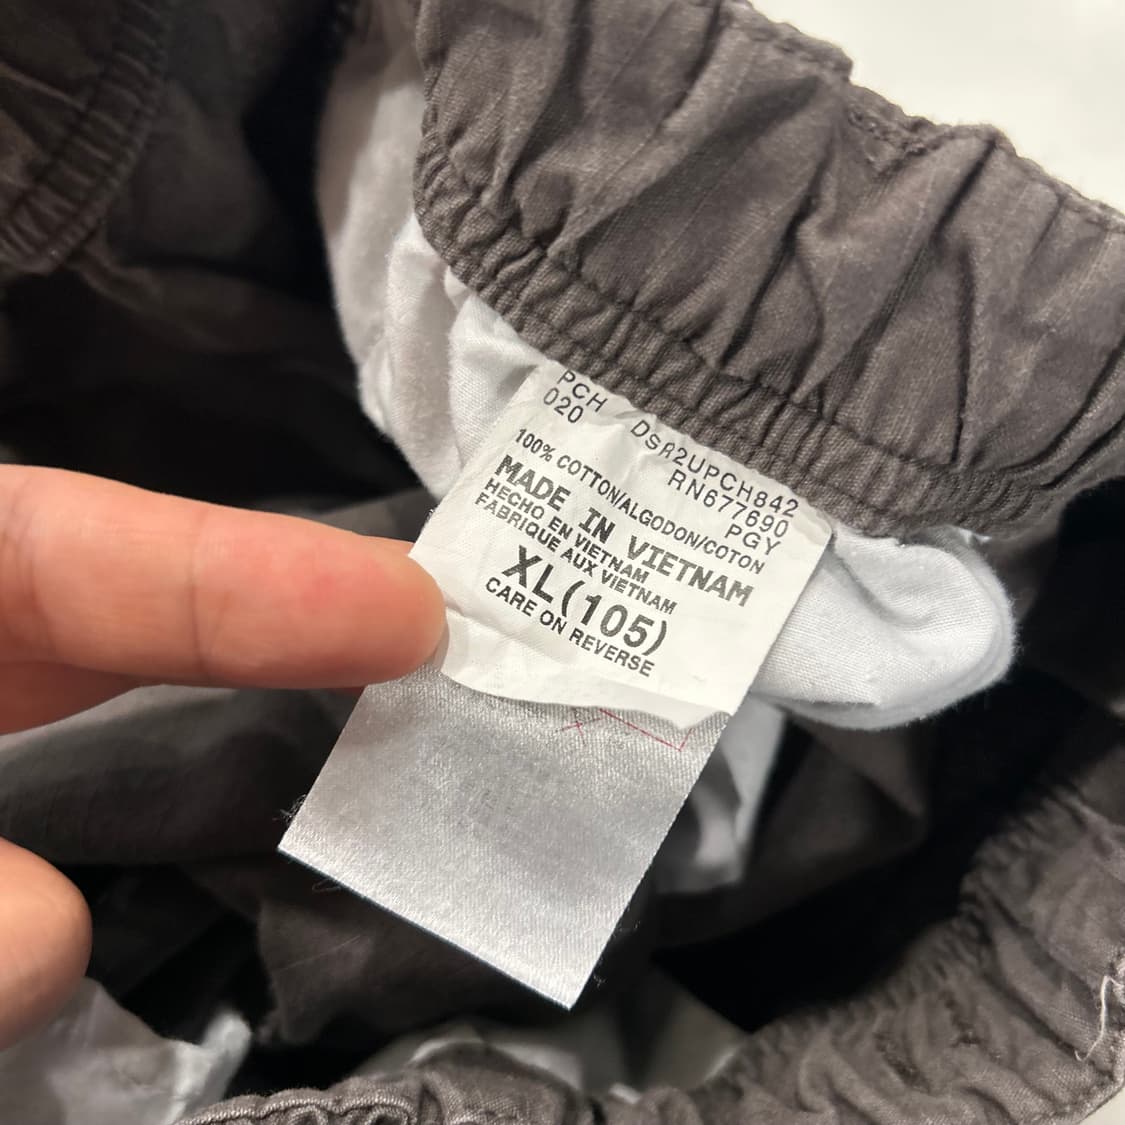 PCH DSR2UPCH842
020 RN677690
PGY
100% COTTON/ALGODON/COTON
MADE IN VIETNAM
HECHO EN VIETNAM
FABRIQUE AUX VIETNAM
XL(105)
CARE ON REVERSE